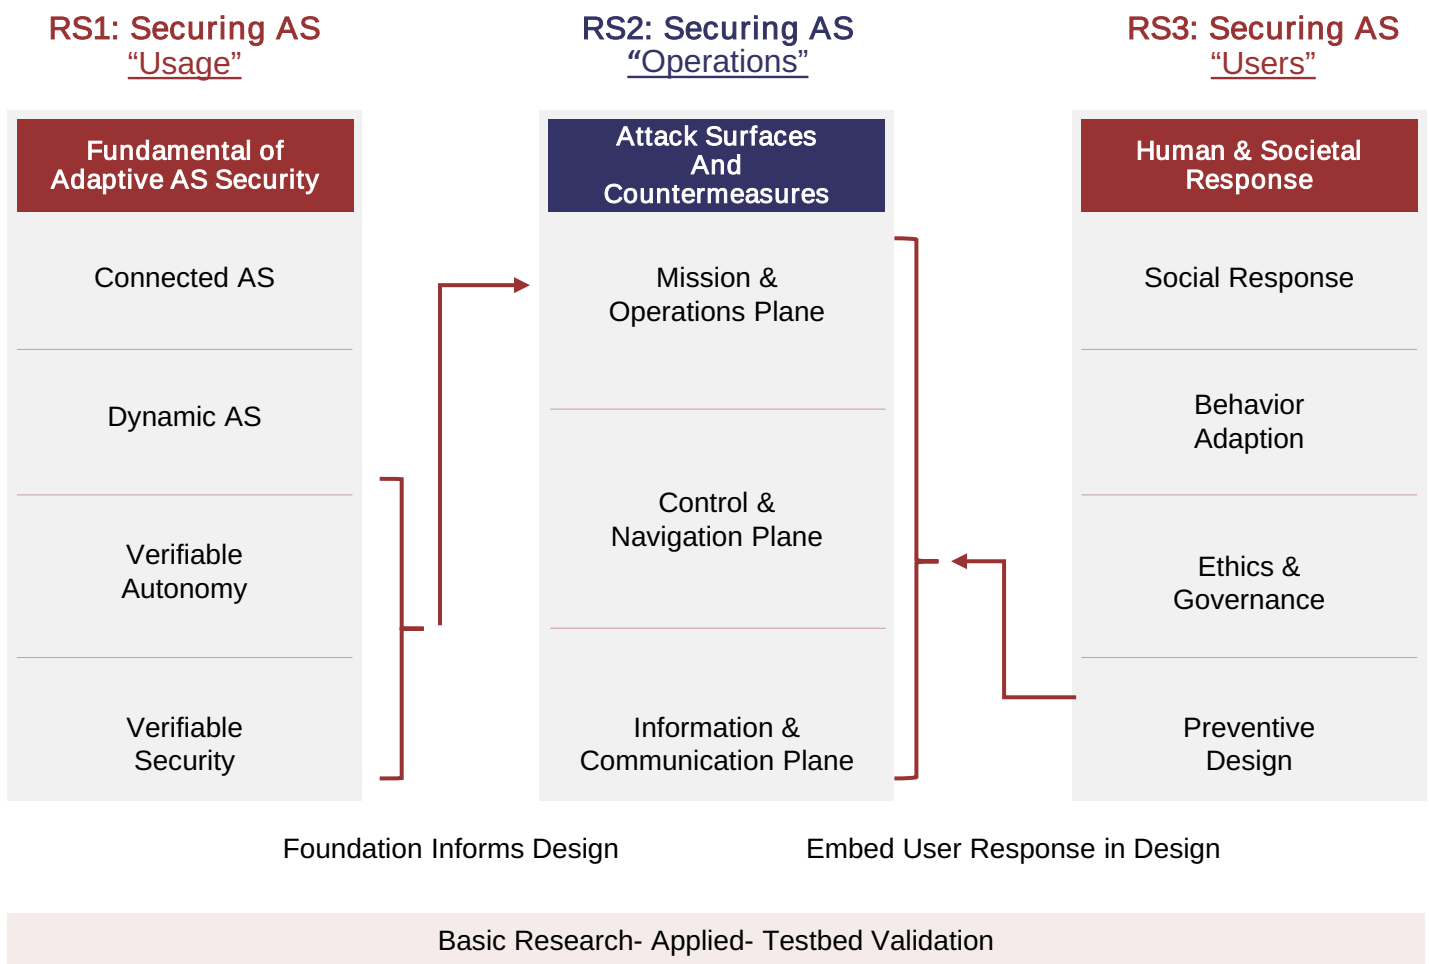 RS1: Securing AS
“Usage”
RS2: Securing AS
“Operations”
RS3: Securing AS
“Users”
Fundamental of
Adaptive AS Security
Connected AS
Dynamic AS
Verifiable
Autonomy
Verifiable
Security
Attack Surfaces
And
Countermeasures
Mission &
Operations Plane
Control &
Navigation Plane
Information &
Communication Plane
Human & Societal
Response
Social Response
Behavior
Adaption
Ethics &
Governance
Preventive
Design
Foundation Informs Design
Embed User Response in Design
Basic Research- Applied- Testbed Validation